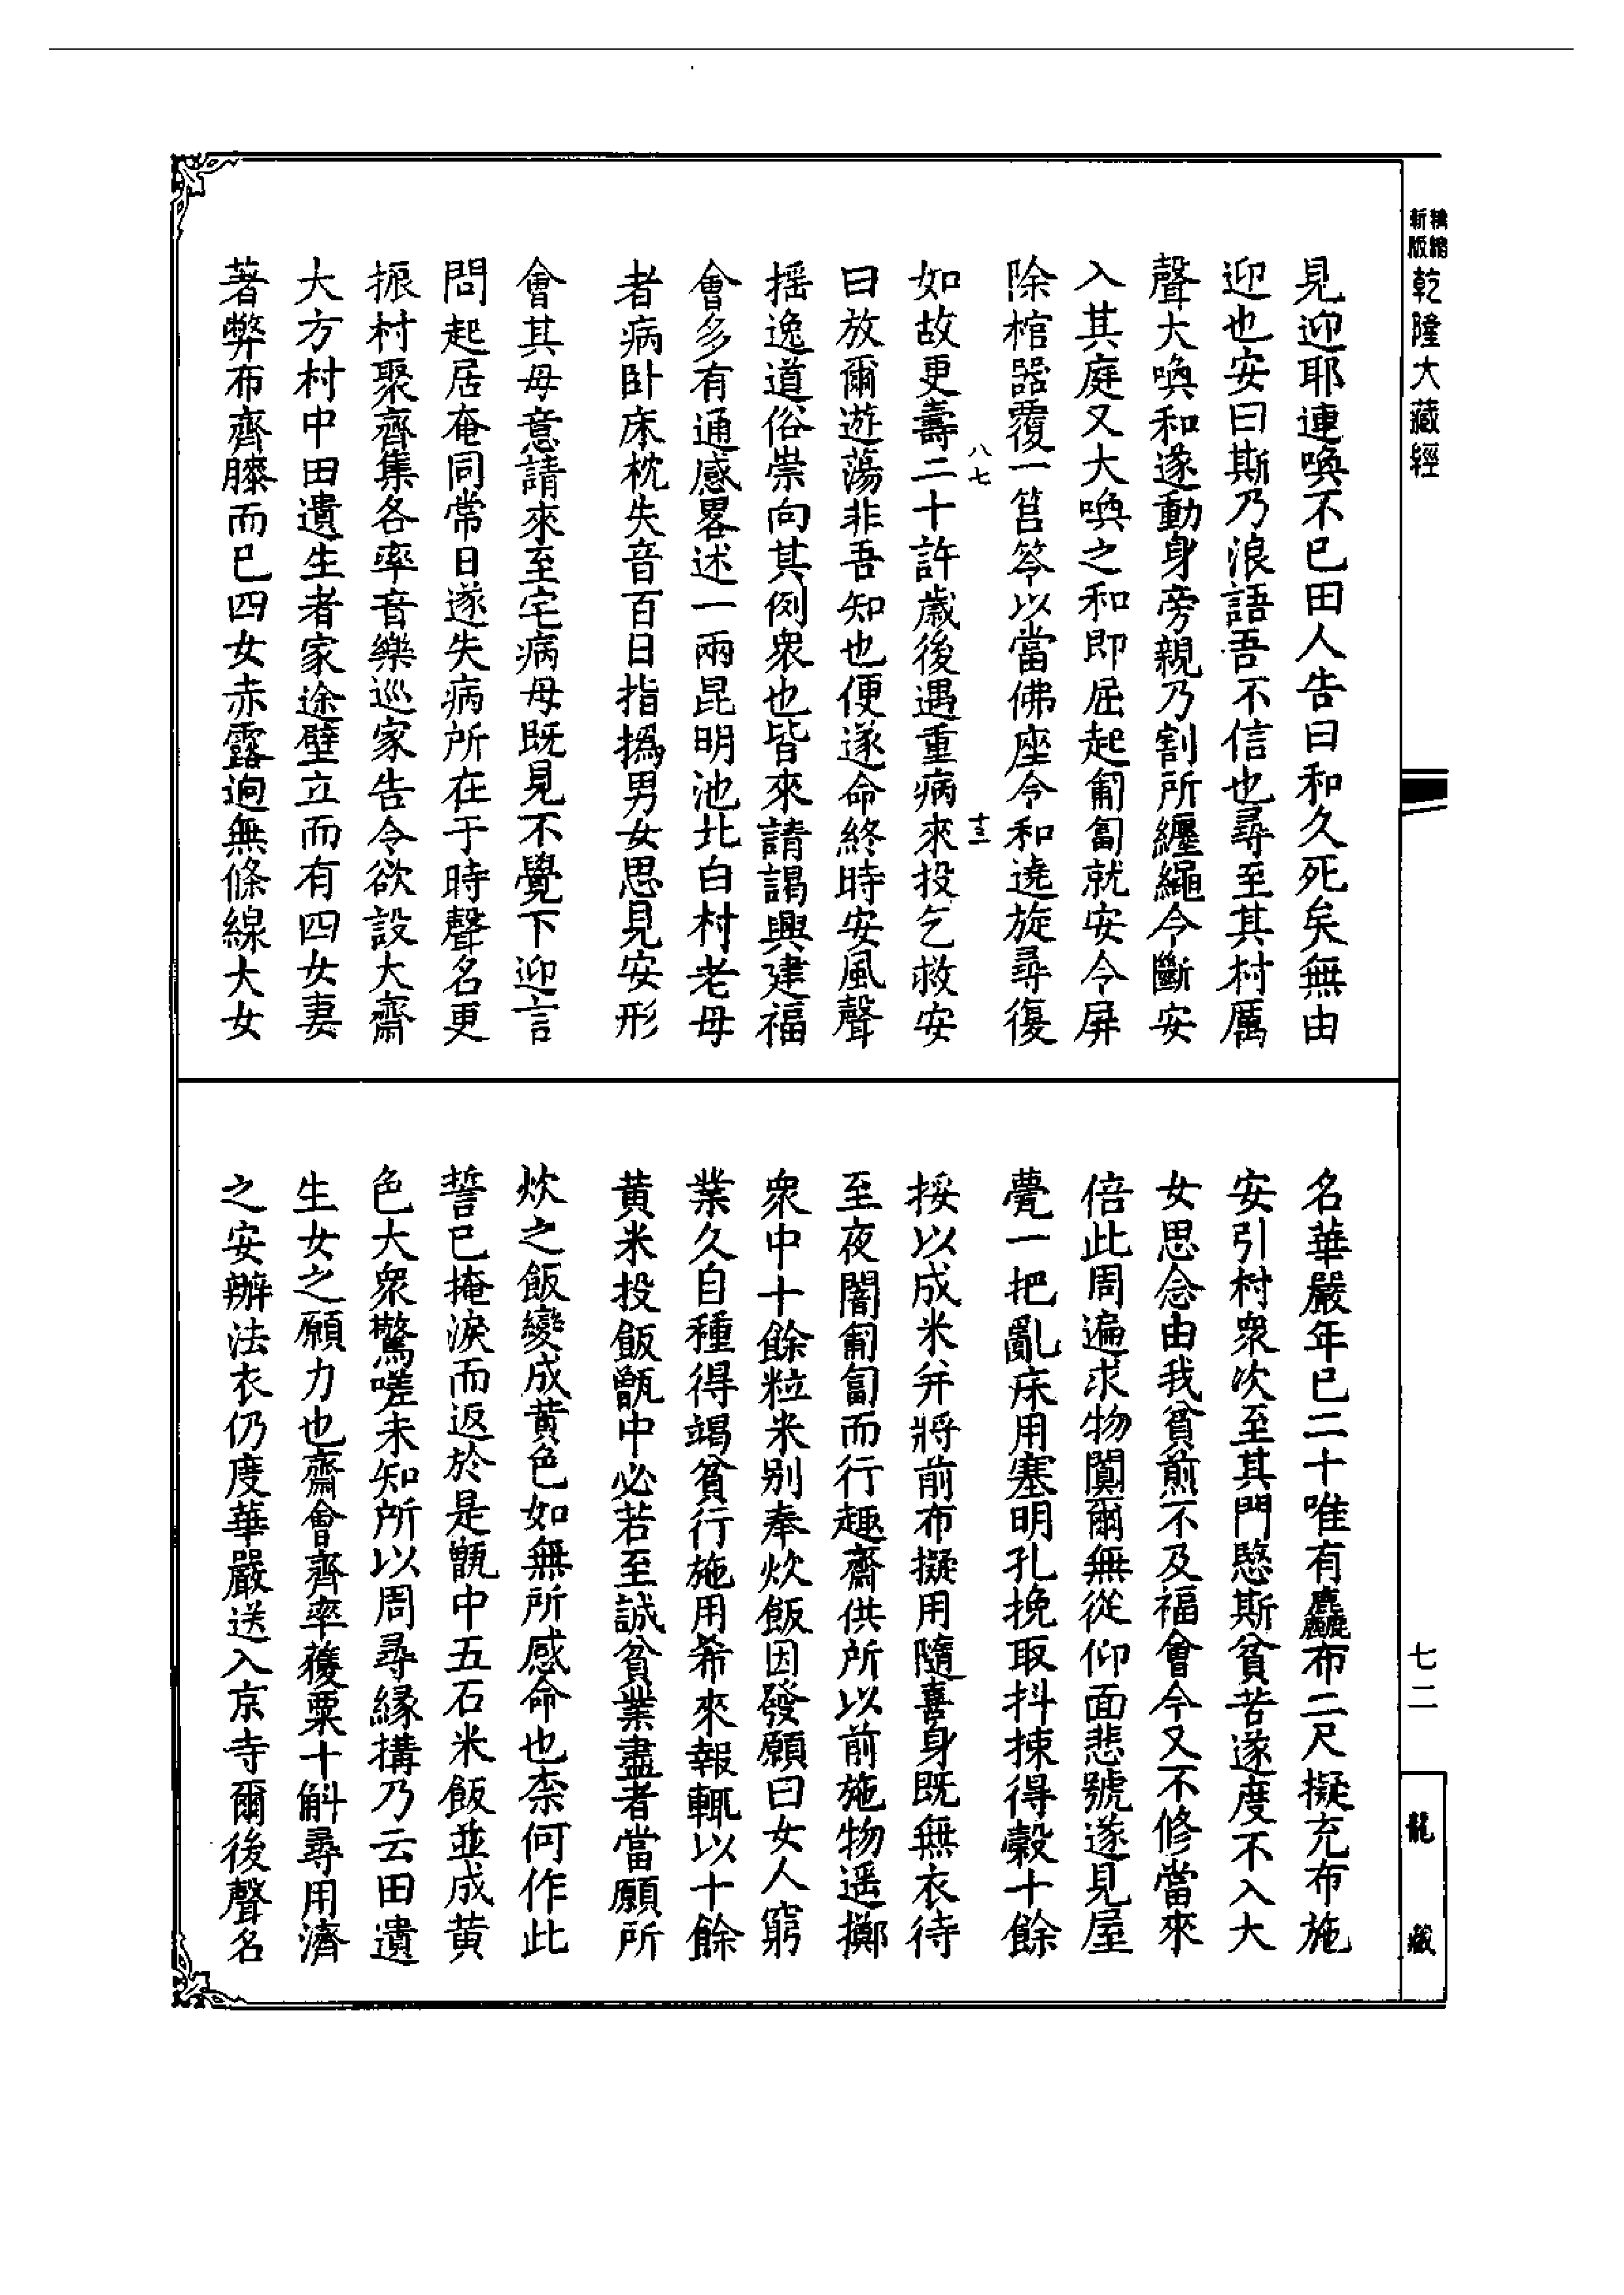 新版精縮
乾隆大藏經
見迎耶連喚不已田人告曰和久死矣無由
迎也安曰斯乃浪語吾不信也尋至其村厲
聲大喚和遂動身旁親乃割所纏繩令斷安
入其庭又大喚之和即屈起匍匐就安令屏
除棺器覆一筥筌以當佛座令和遶旋尋復
八七
十三
如故更壽二十許歲後遇重病來投乞救安
曰放爾遊蕩非吾知也便遂命終時安風聲
搖逸道俗崇向其例衆也皆來請謁興建福
會多有通感畧述一兩昆明池北白村老母
者病臥床枕失音百日指撝男女思見安形
會其母意請來至宅病母既見不覺下迎言
問起居奄同常日遂失病所在于時聲名更
振村聚齊集各率音樂巡家告令欲設大齋
大方村中田遺生者家途壁立而有四女妻
著弊布齊膝而已四女赤露迥無條線大女
名華嚴年已二十唯有麤布二尺擬充布施
安引村衆次至其門愍斯貧苦遂度不入大
女思念由我貧煎不及福會今又不修當來
倍此周遍求物闃爾無從仰面悲號遂見屋
甍一把亂床用塞明孔挽取抖揀得穀十餘
挼以成米并將前布擬用隨喜身既無衣待
至夜闇匍匐而行趣齋供所以前施物遥擲
衆中十餘粒米別奉炊飯因發願曰女人窮
業久自種得竭貧行施用希來報輒以十餘
黄米投飯甑中必若至誠貧業盡者當願所
炊之飯變成黄色如無所感命也柰何作此
誓已掩淚而返於是甑中五石米飯並成黄
色大衆驚嗟未知所以周尋緣搆乃云田遺
生女之願力也齋會齊率獲粟十斛尋用濟
之安辦法衣仍度華嚴送入京寺爾後聲名
七二
龍藏